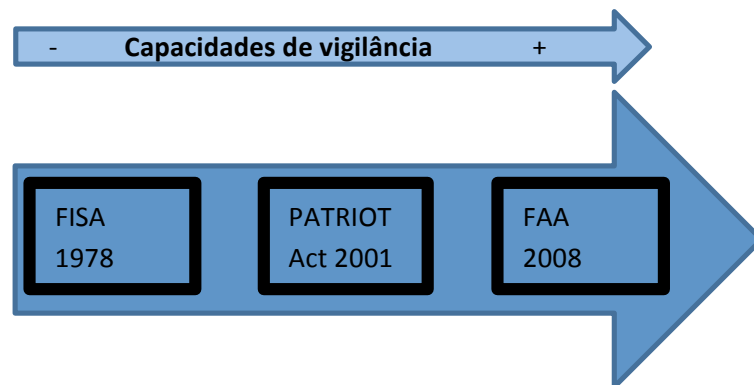 - Capacidades de vigilância +
FISA
1978
PATRIOT
Act 2001
FAA
2008